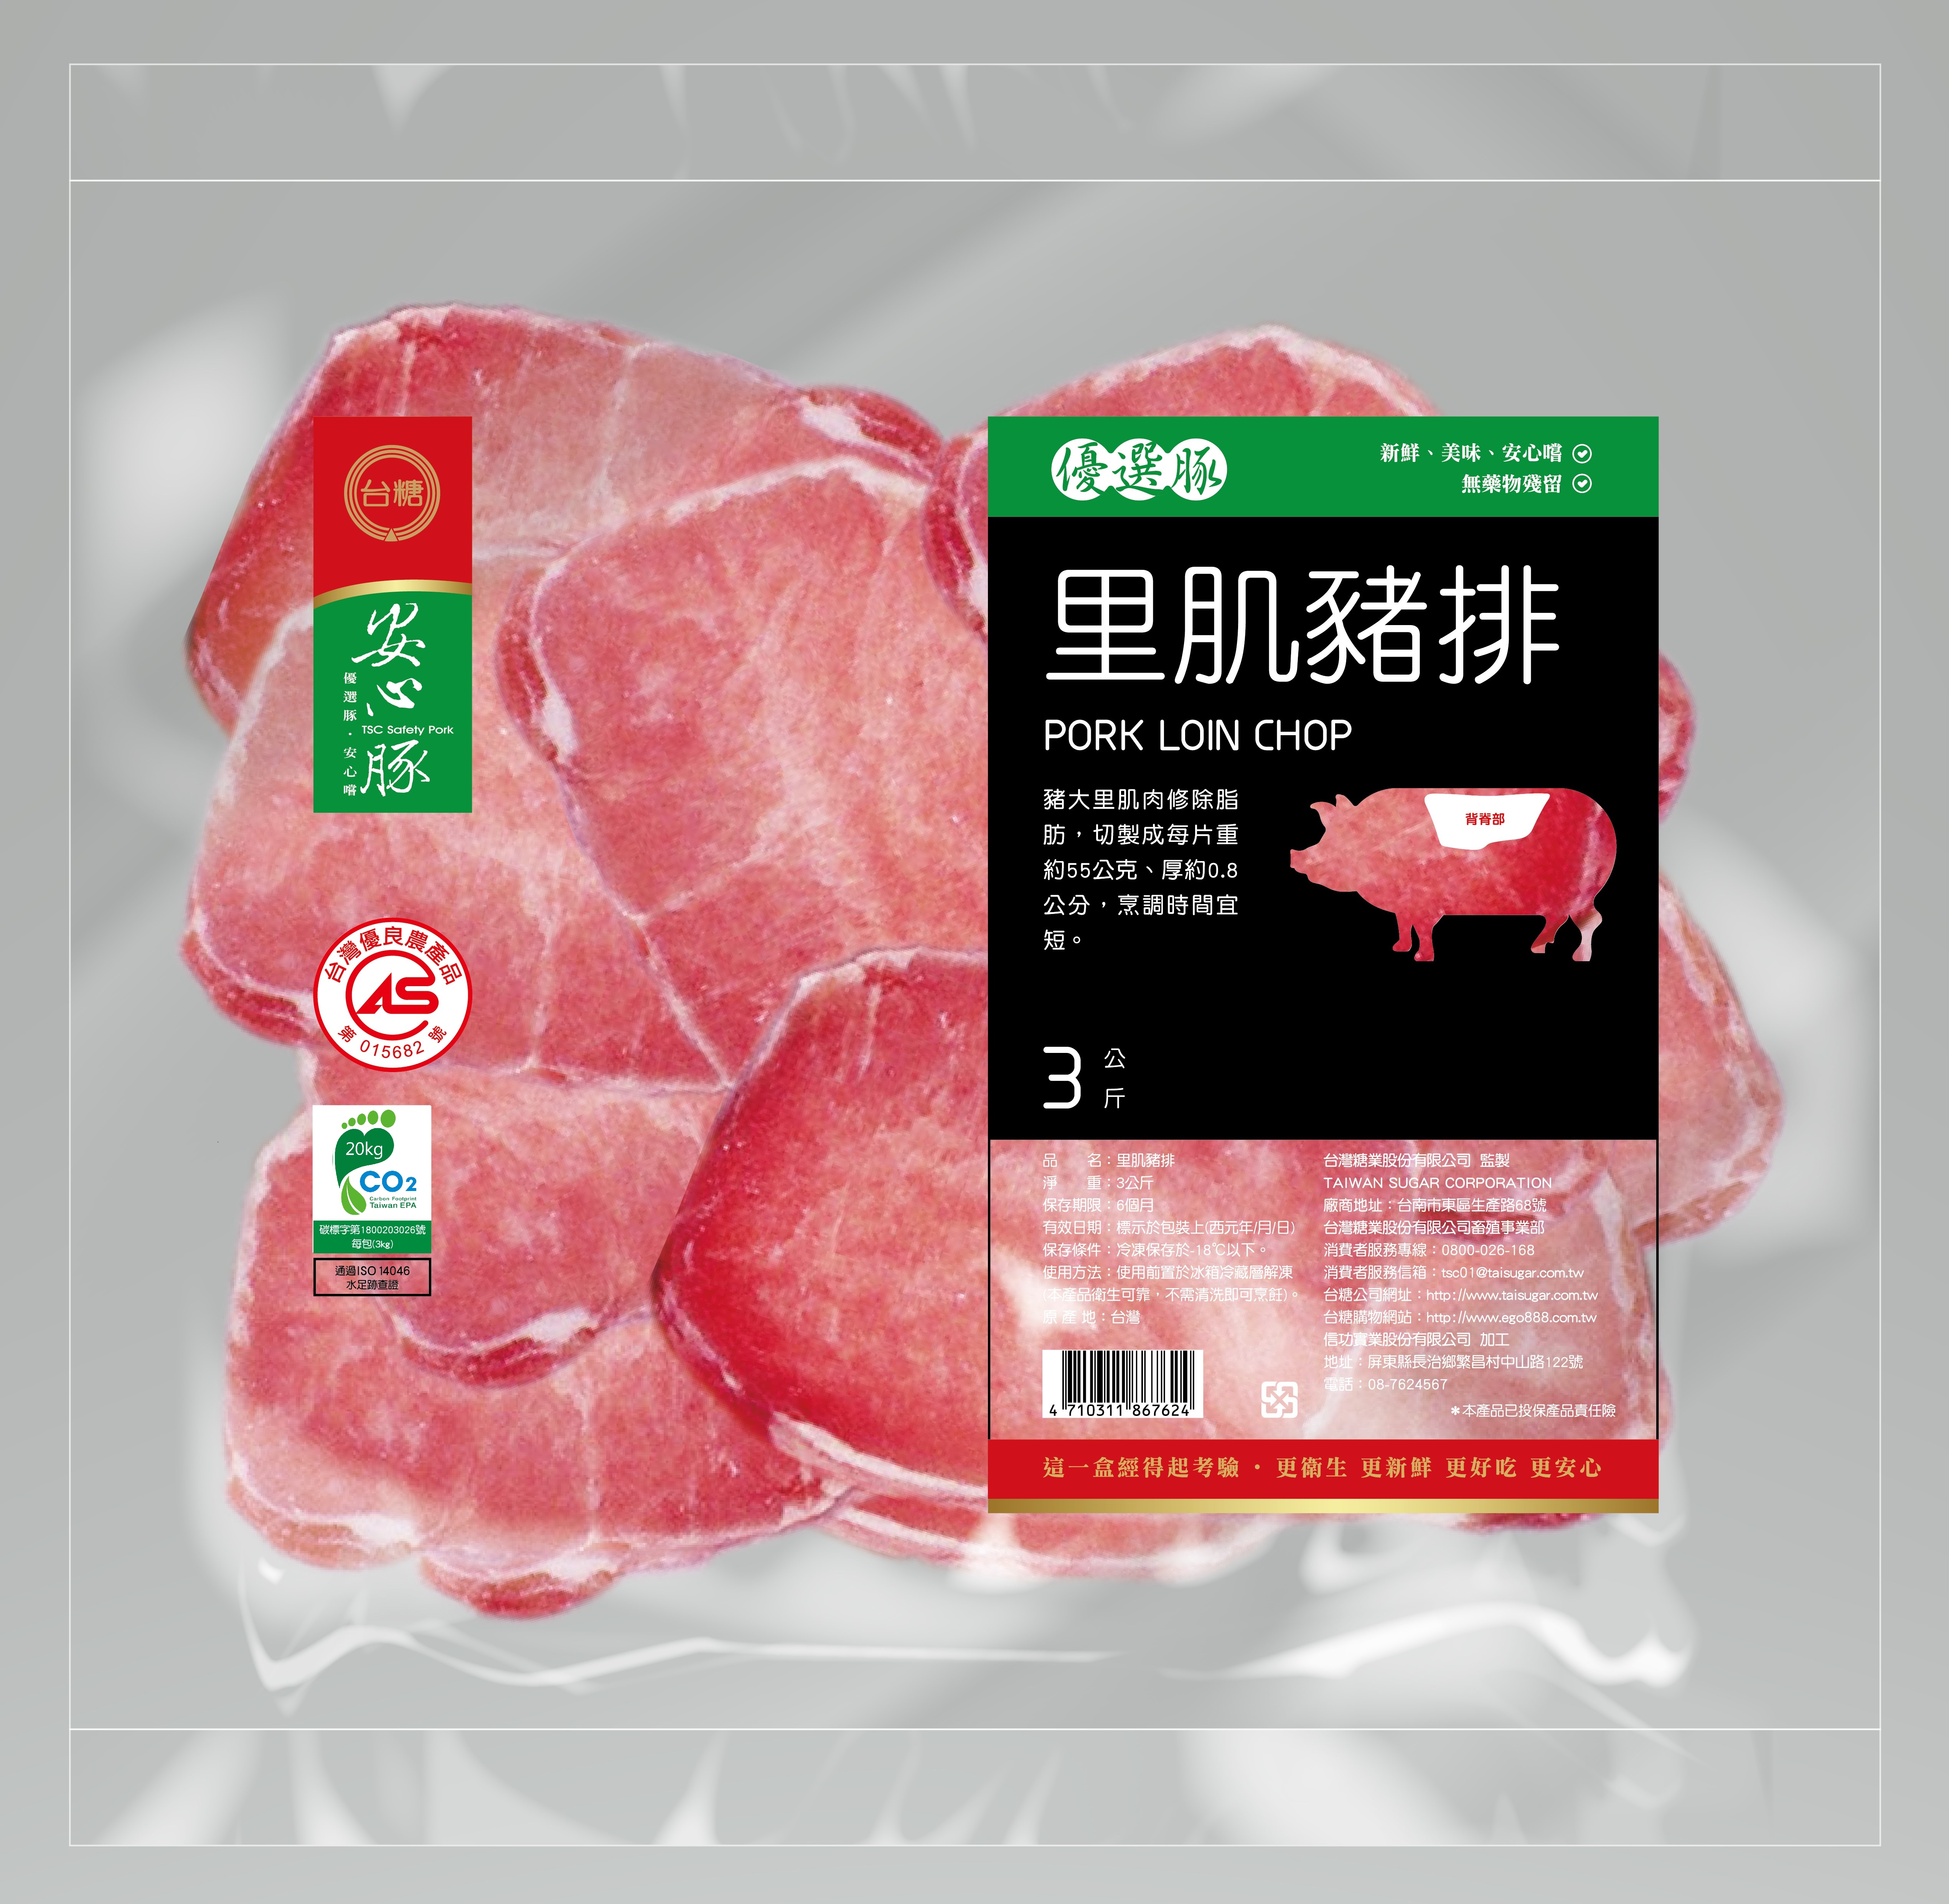 台糖
安心豚
TSC Safety Pork
優選豚・安心嚐
台灣優良農產品
CAS
第 015682 號
20kg
CO2
Carbon Footprint
Taiwan EPA
碳標字第1800203026號
每包(3kg)
通過ISO 14046
水足跡查證
優選豚
新鮮、美味、安心嚐
無藥物殘留
里肌豬排
PORK LOIN CHOP
豬大里肌肉修除脂
肪，切製成每片重
約55公克、厚約0.8
公分，烹調時間宜
短。
背脊部
3 公斤
品　　名：里肌豬排
淨　　重：3公斤
保存期限：6個月
有效日期：標示於包裝上(西元年/月/日)
保存條件：冷凍保存於-18℃以下。
使用方法：使用前置於冰箱冷藏層解凍
(本產品衛生可靠，不需清洗即可烹飪)。
原 產 地：台灣
4 710311 867624
台灣糖業股份有限公司 監製
TAIWAN SUGAR CORPORATION
廠商地址：台南市東區生產路68號
台灣糖業股份有限公司畜殖事業部
消費者服務專線：0800-026-168
消費者服務信箱：tsc01@taisugar.com.tw
台糖公司網址：http://www.taisugar.com.tw
台糖購物網站：http://www.ego888.com.tw
信功實業股份有限公司 加工
地址：屏東縣長治鄉繁昌村中山路122號
電話：08-7624567
＊本產品已投保產品責任險
這一盒經得起考驗・更衛生 更新鮮 更好吃 更安心